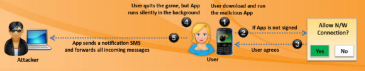 User quits the game, but App
runs silently in the background
User download and run
the malicious App
4
1
2
If App is not signed
Allow N/W
Connection?
5
3
Yes
No
App sends a notification SMS
and forwards all incoming messages
User agrees
Attacker
User